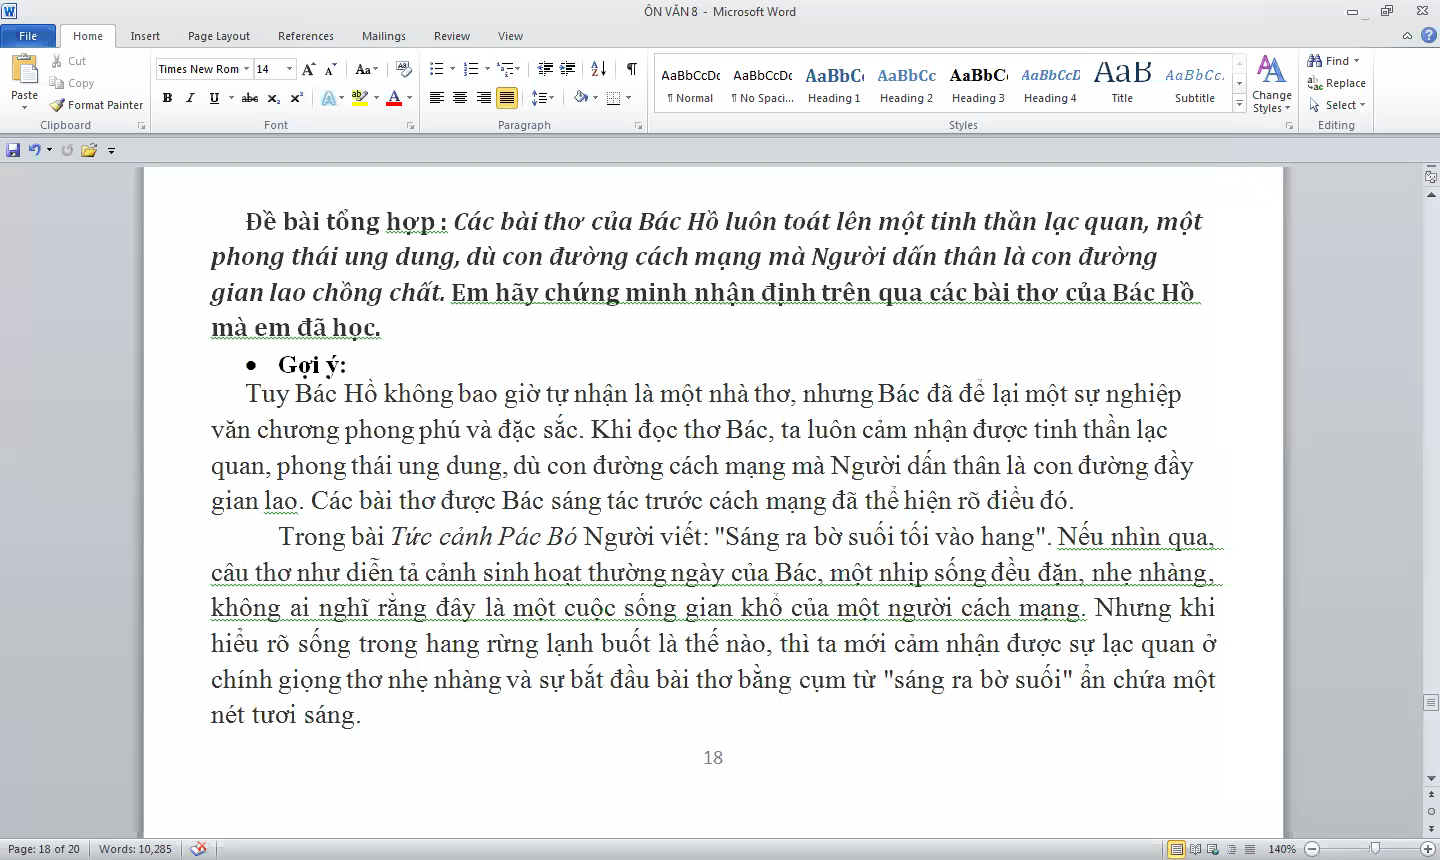 ÔN VĂN 8 - Microsoft Word
File Home Insert Page Layout References Mailings Review View
Paste Cut Copy Format Painter
Times New Rom 14
AaBbCcDc AaBbCcDc AaBbCc AaBbCc AaBbCc AaBbCcD AaB AaBbCc.
¶ Normal ¶ No Spaci... Heading 1 Heading 2 Heading 3 Heading 4 Title Subtitle
Change Styles
Find Replace Select
Clipboard Font Paragraph Styles Editing
Đề bài tổng hợp : Các bài thơ của Bác Hồ luôn toát lên một tinh thần lạc quan, một
phong thái ung dung, dù con đường cách mạng mà Người dấn thân là con đường
gian lao chồng chất. Em hãy chứng minh nhận định trên qua các bài thơ của Bác Hồ
mà em đã học.
• Gợi ý:
Tuy Bác Hồ không bao giờ tự nhận là một nhà thơ, nhưng Bác đã để lại một sự nghiệp
văn chương phong phú và đặc sắc. Khi đọc thơ Bác, ta luôn cảm nhận được tinh thần lạc
quan, phong thái ung dung, dù con đường cách mạng mà Người dấn thân là con đường đầy
gian lao. Các bài thơ được Bác sáng tác trước cách mạng đã thể hiện rõ điều đó.
Trong bài Tức cảnh Pác Bó Người viết: "Sáng ra bờ suối tối vào hang". Nếu nhìn qua,
câu thơ như diễn tả cảnh sinh hoạt thường ngày của Bác, một nhịp sống đều đặn, nhẹ nhàng,
không ai nghĩ rằng đây là một cuộc sống gian khổ của một người cách mạng. Nhưng khi
hiểu rõ sống trong hang rừng lạnh buốt là thế nào, thì ta mới cảm nhận được sự lạc quan ở
chính giọng thơ nhẹ nhàng và sự bắt đầu bài thơ bằng cụm từ "sáng ra bờ suối" ẩn chứa một
nét tươi sáng.
18
Page: 18 of 20 Words: 10,285 140%